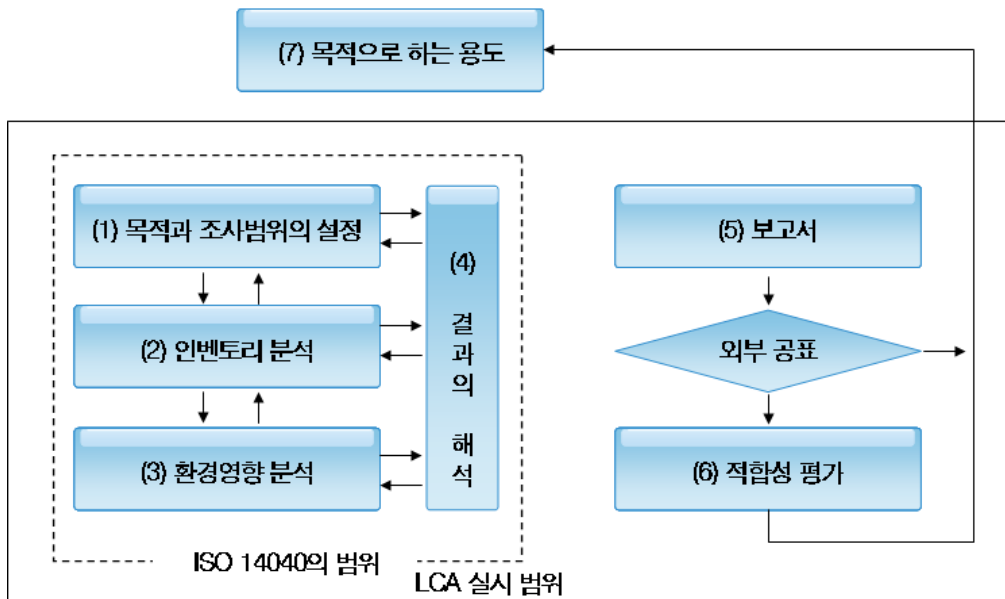 (7) 목적으로 하는 용도
(1) 목적과 조사범위의 설정
(2) 인벤토리 분석
(3) 환경영향 분석
(4)
결
과
의
해
석
ISO 14040의 범위
LCA 실시 범위
(5) 보고서
외부 공표
(6) 적합성 평가